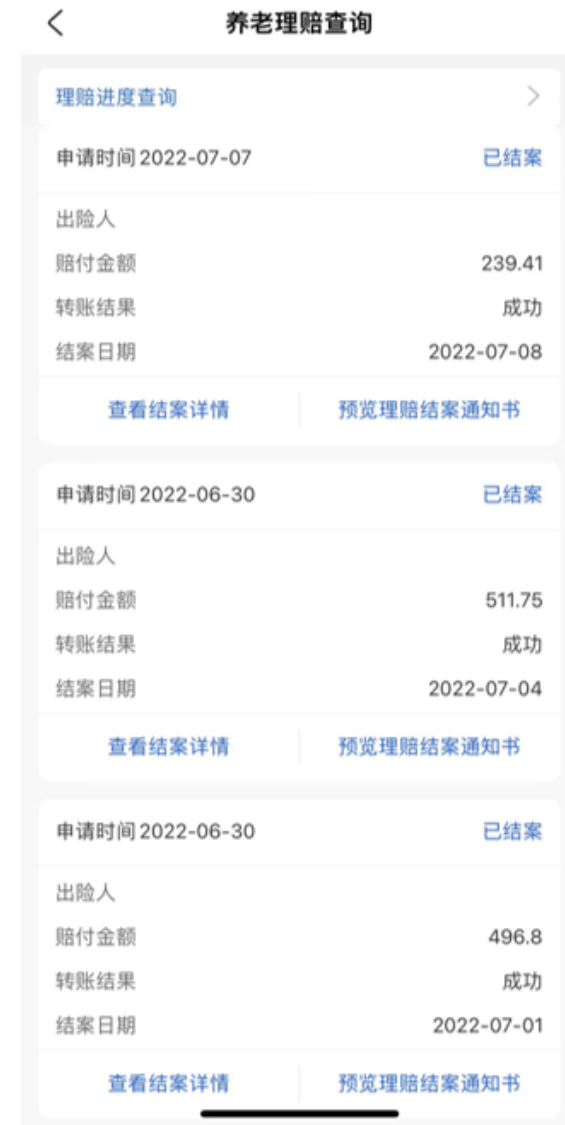 养老理赔查询
理赔进度查询
申请时间 2022-07-07 已结案
出险人
赔付金额 239.41
转账结果 成功
结案日期 2022-07-08
查看结案详情 预览理赔结案通知书
申请时间 2022-06-30 已结案
出险人
赔付金额 511.75
转账结果 成功
结案日期 2022-07-04
查看结案详情 预览理赔结案通知书
申请时间 2022-06-30 已结案
出险人
赔付金额 496.8
转账结果 成功
结案日期 2022-07-01
查看结案详情 预览理赔结案通知书